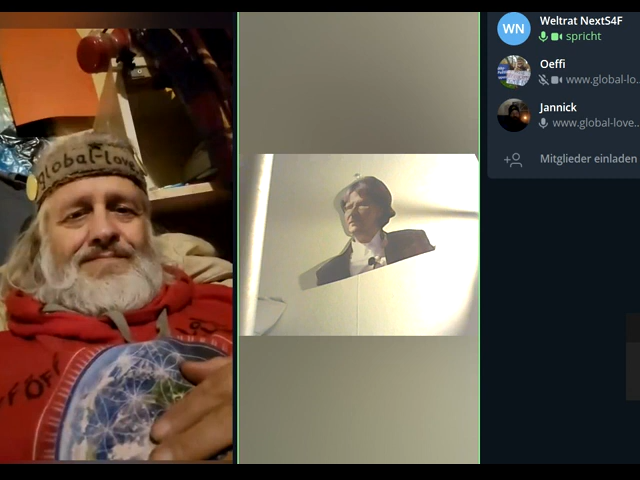 global-love
WN
Weltrat NextS4F
spricht
Oeffi
www.global-lo...
Jannick
www.global-love...
Mitglieder einladen